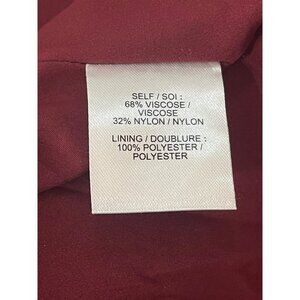 SELF / SOI :
68% VISCOSE /
VISCOSE
32% NYLON / NYLON
LINING / DOUBLURE :
100% POLYESTER /
POLYESTER